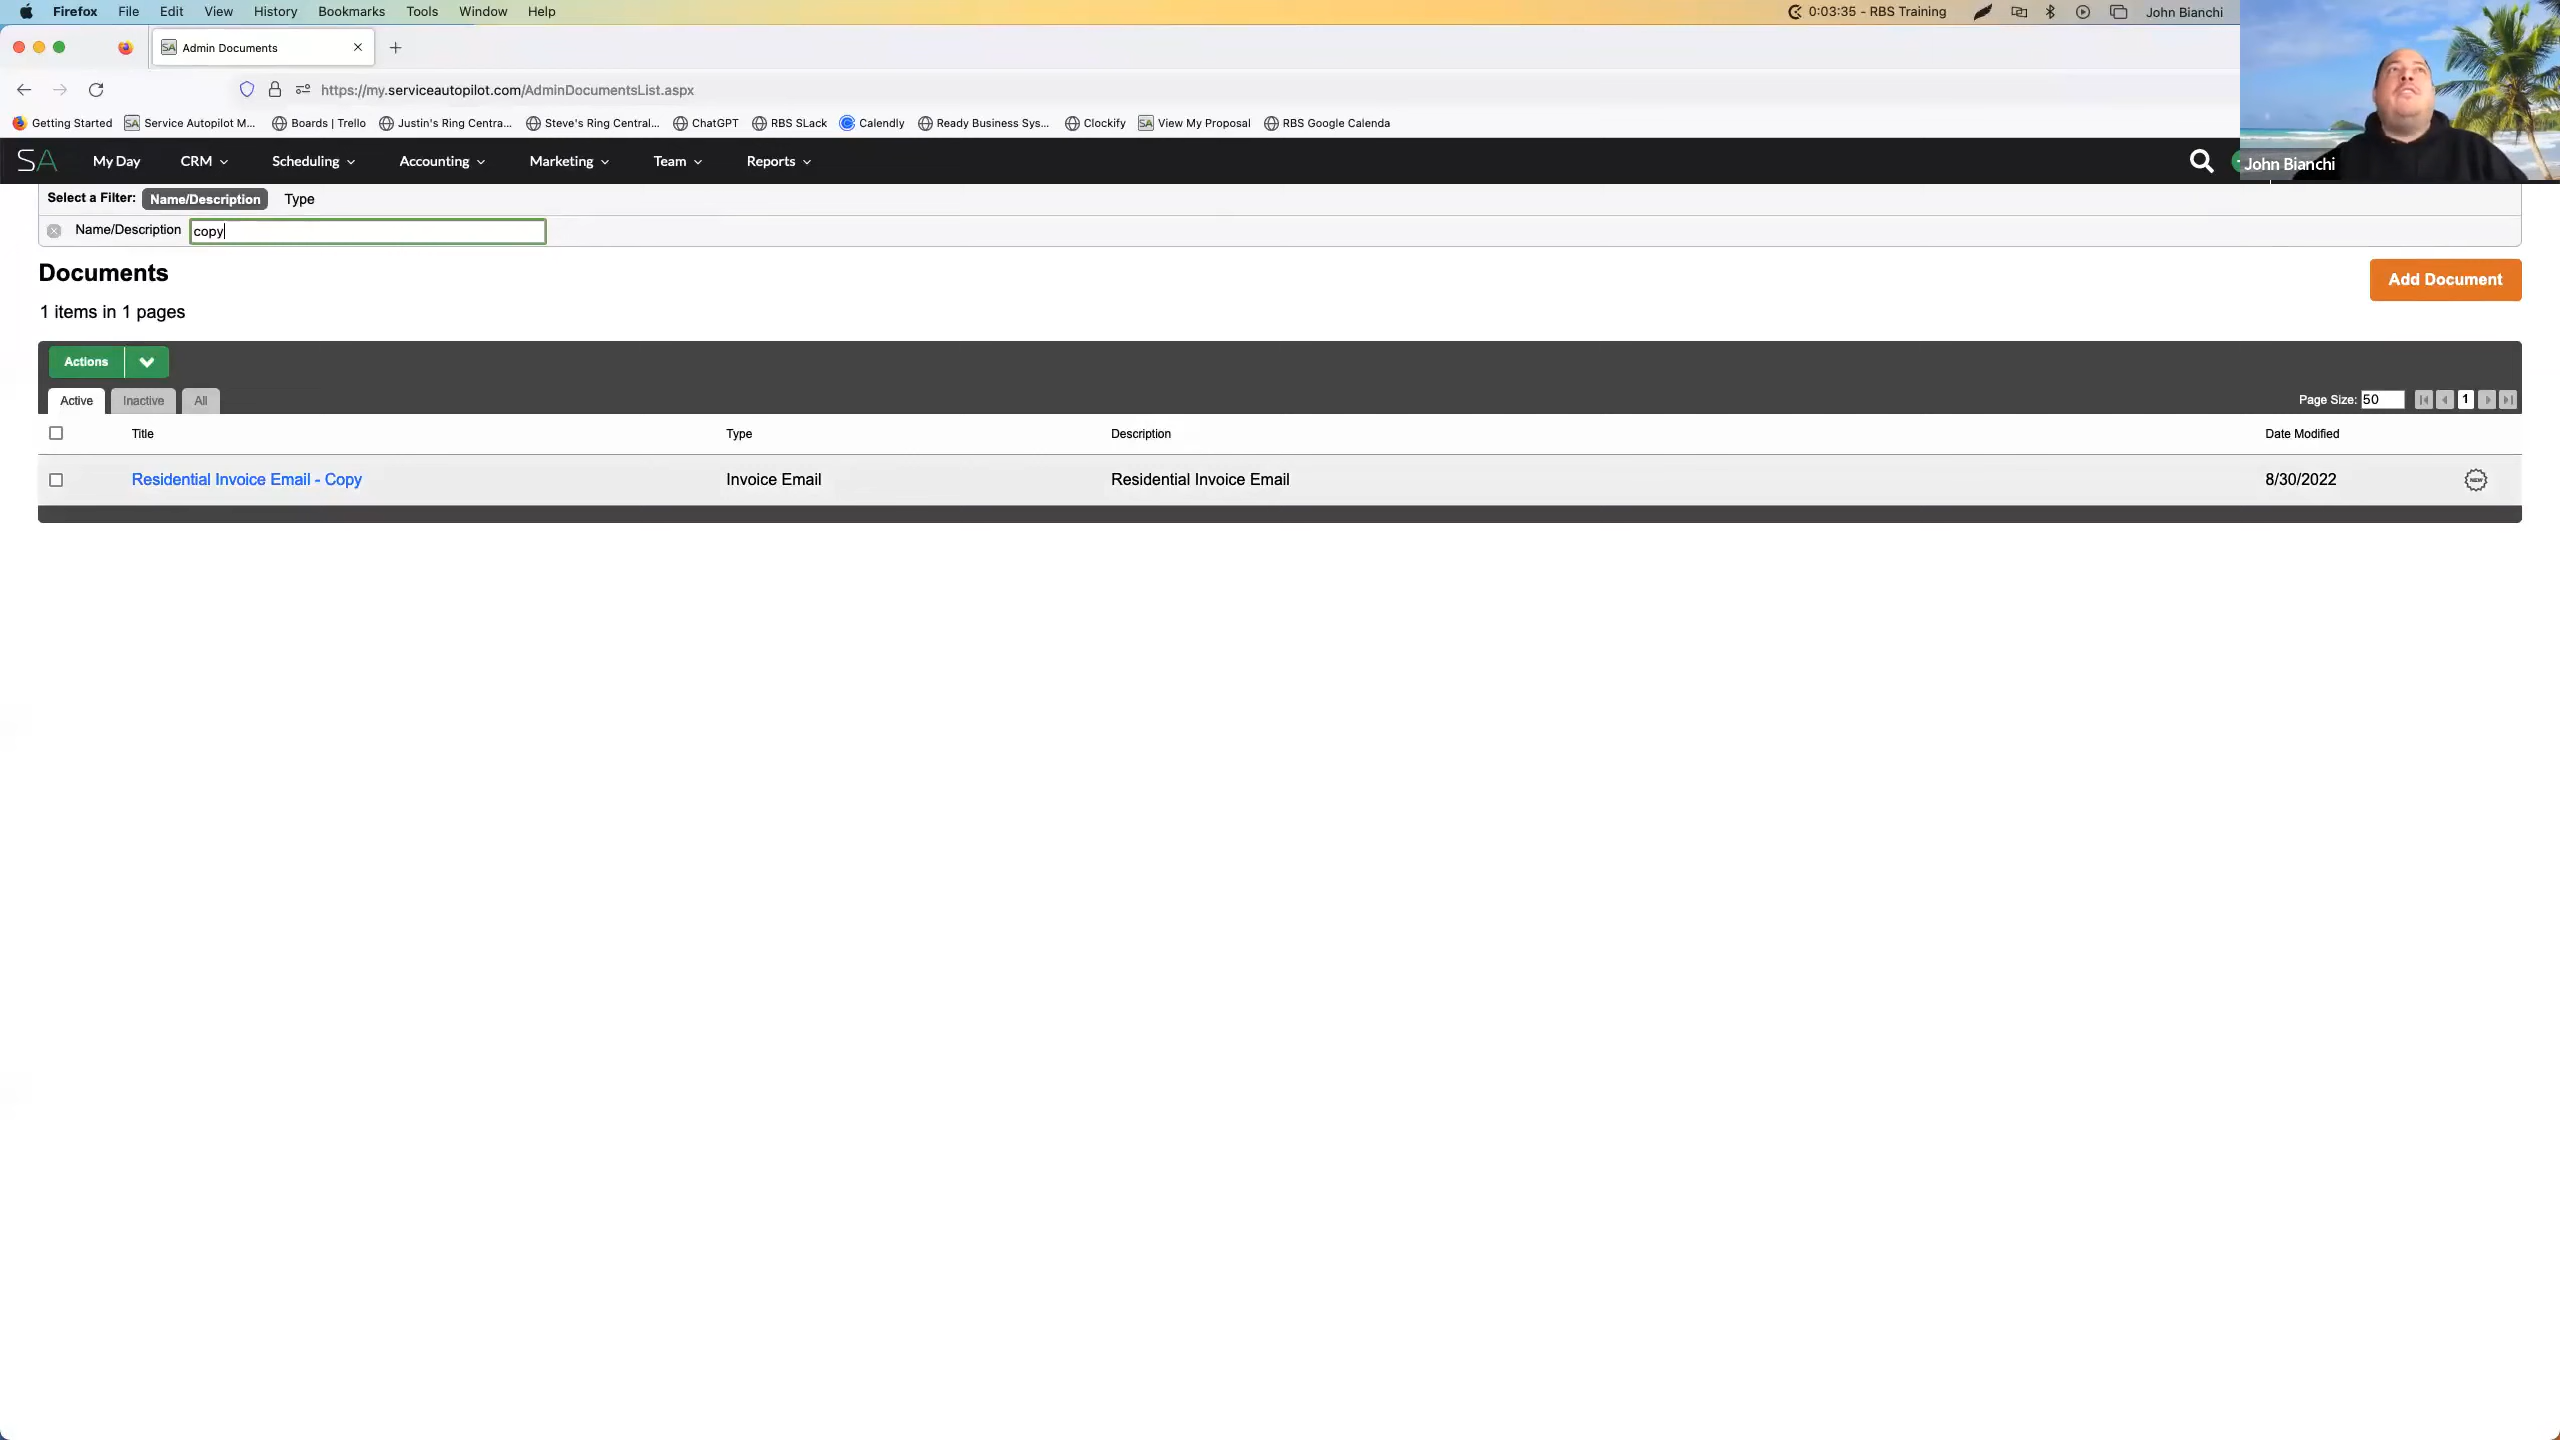 Firefox File Edit View History Bookmarks Tools Window Help 0:03:35 - RBS Training John Bianchi
SA Admin Documents
https://my.serviceautopilot.com/AdminDocumentsList.aspx
Getting Started SA Service Autopilot M... Boards | Trello Justin's Ring Centra... Steve's Ring Central... ChatGPT RBS SLack Calendly Ready Business Sys... Clockify SA View My Proposal RBS Google Calenda
SA My Day CRM Scheduling Accounting Marketing Team Reports John Bianchi
Select a Filter: Name/Description Type
Name/Description copy
Documents
Add Document
1 items in 1 pages
Actions
Active Inactive All Page Size: 50 1
Title Type Description Date Modified
Residential Invoice Email - Copy Invoice Email Residential Invoice Email 8/30/2022 NEW